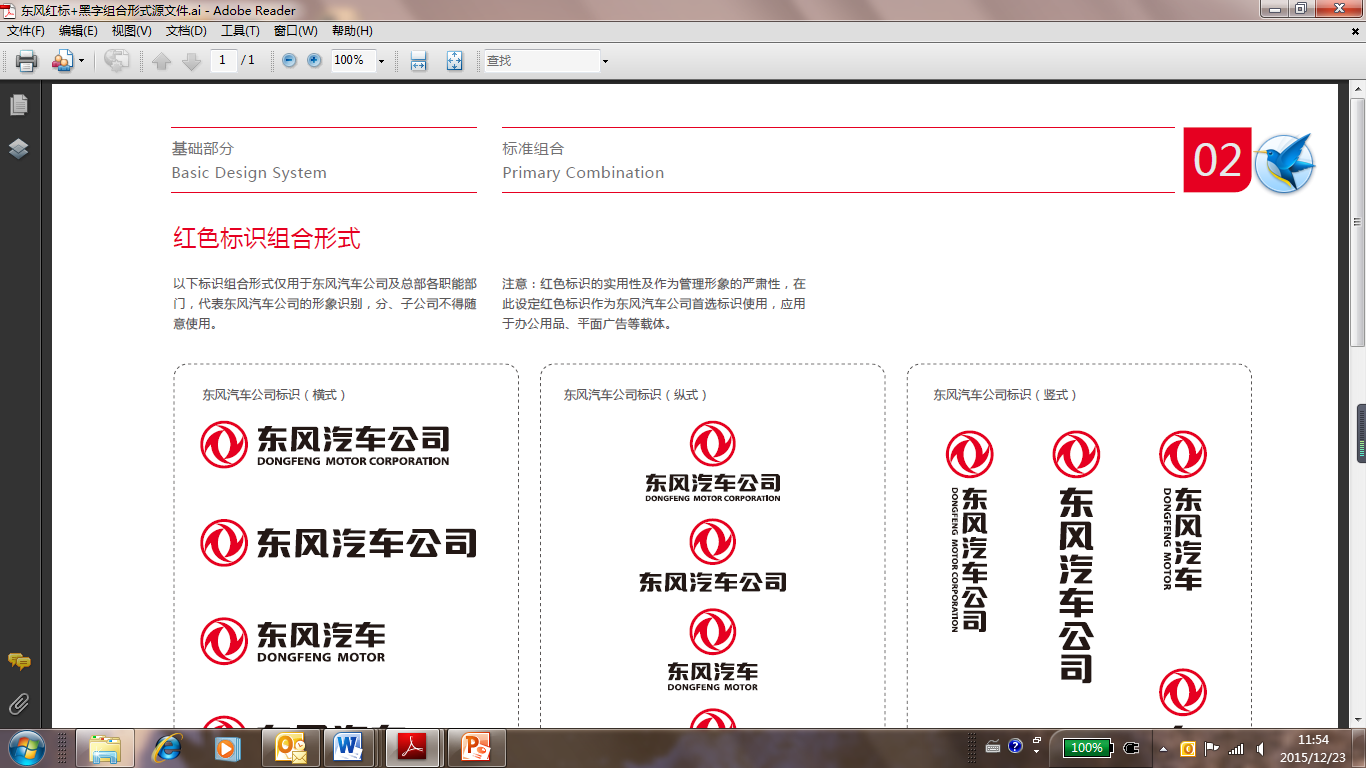 东风红标+黑字组合形式源文件.ai - Adobe Reader
文件(F) 编辑(E) 视图(V) 文档(D) 工具(T) 窗口(W) 帮助(H)
1 / 1 100% 查找
基础部分
Basic Design System
标准组合
Primary Combination
02
红色标识组合形式
以下标识组合形式仅用于东风汽车公司及总部各职能部
门，代表东风汽车公司的形象识别，分、子公司不得随
意使用。
注意：红色标识的实用性及作为管理形象的严肃性，在
此设定红色标识作为东风汽车公司首选标识使用，应用
于办公用品、平面广告等载体。
东风汽车公司标识（横式）
东风汽车公司
DONGFENG MOTOR CORPORATION
东风汽车公司
东风汽车
DONGFENG MOTOR
东风汽车公司标识（纵式）
东风汽车公司
DONGFENG MOTOR CORPORATION
东风汽车公司
东风汽车
DONGFENG MOTOR
东风汽车公司标识（竖式）
东风汽车公司
DONGFENG MOTOR CORPORATION
东风汽车公司
东风汽车
DONGFENG MOTOR
100%
11:54
2015/12/23